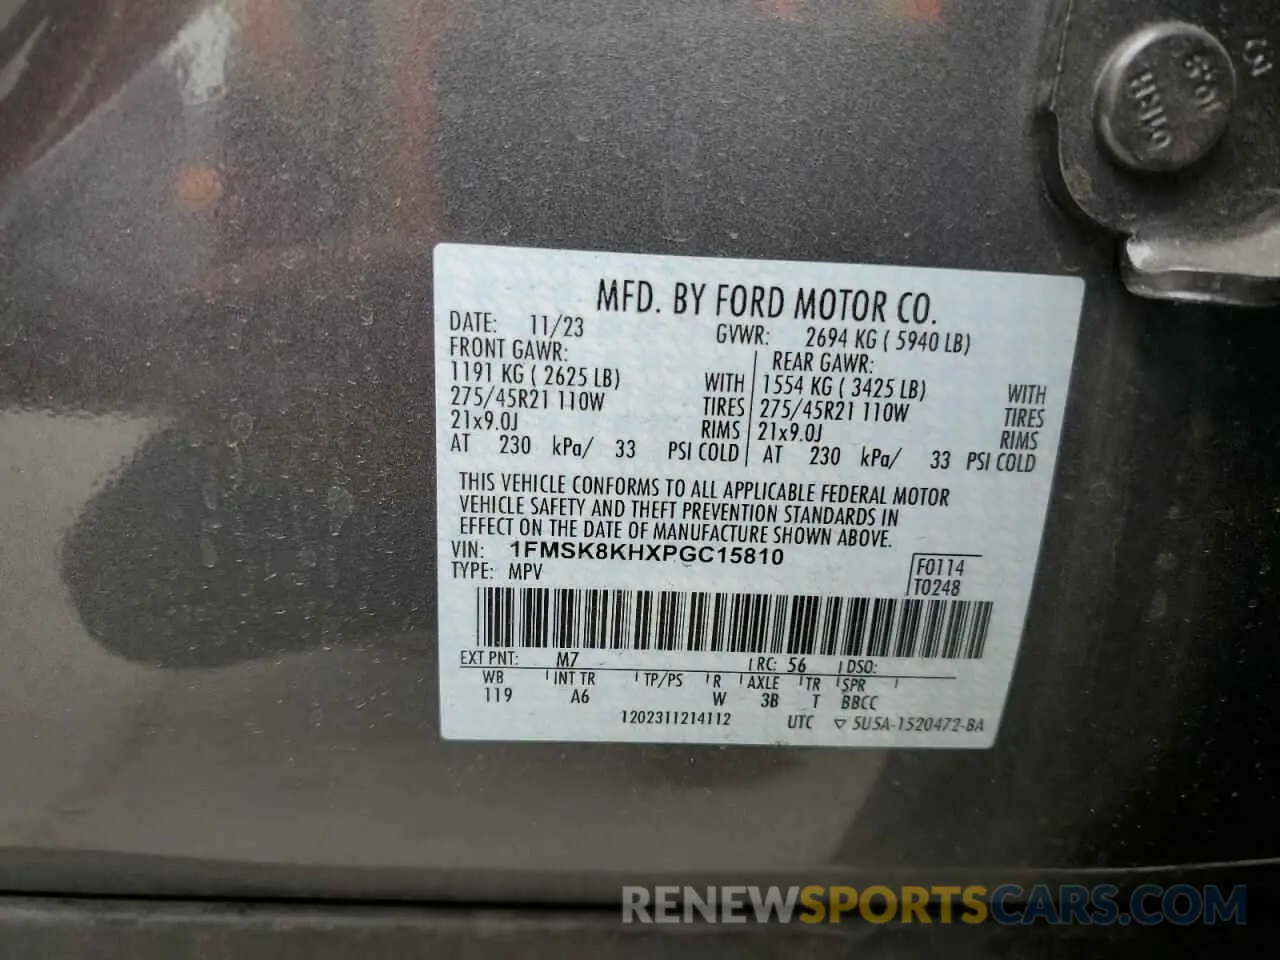 10.9
OHSH
MFD. BY FORD MOTOR CO.
DATE: 11/23 GVWR: 2694 KG ( 5940 LB)
FRONT GAWR: REAR GAWR:
1191 KG ( 2625 LB) WITH 1554 KG ( 3425 LB) WITH
275/45R21 110W TIRES 275/45R21 110W TIRES
21x9.0J RIMS 21x9.0J RIMS
AT 230 kPa/ 33 PSI COLD AT 230 kPa/ 33 PSI COLD
THIS VEHICLE CONFORMS TO ALL APPLICABLE FEDERAL MOTOR
VEHICLE SAFETY AND THEFT PREVENTION STANDARDS IN
EFFECT ON THE DATE OF MANUFACTURE SHOWN ABOVE.
VIN: 1FMSK8KHXPGC15810
TYPE: MPV
F0114
T0248
EXT PNT: M7 RC: 56 DSO:
WB INT TR TP/PS R AXLE TR SPR
119 A6 W 3B T BBCC
1202311214112 UTC ▽ 5U5A-1520472-BA
RENEWSPORTSCARS.COM